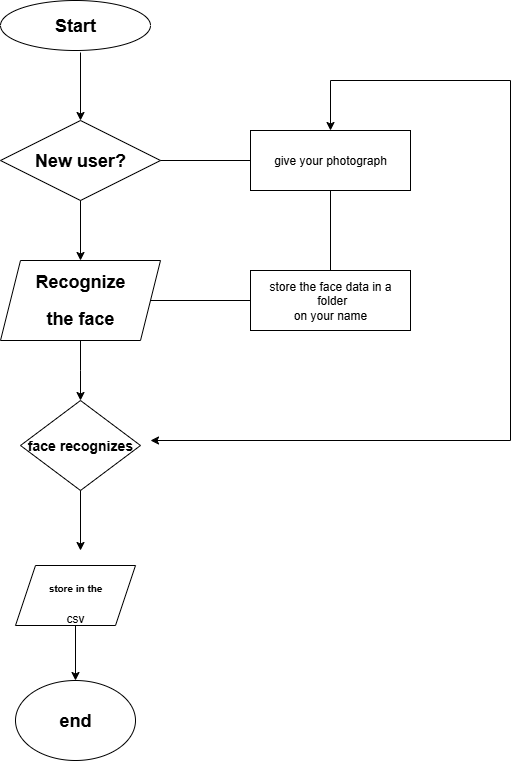 Start
New user?
give your photograph
Recognize
the face
store the face data in a
folder
on your name
face recognizes
store in the
csv
end